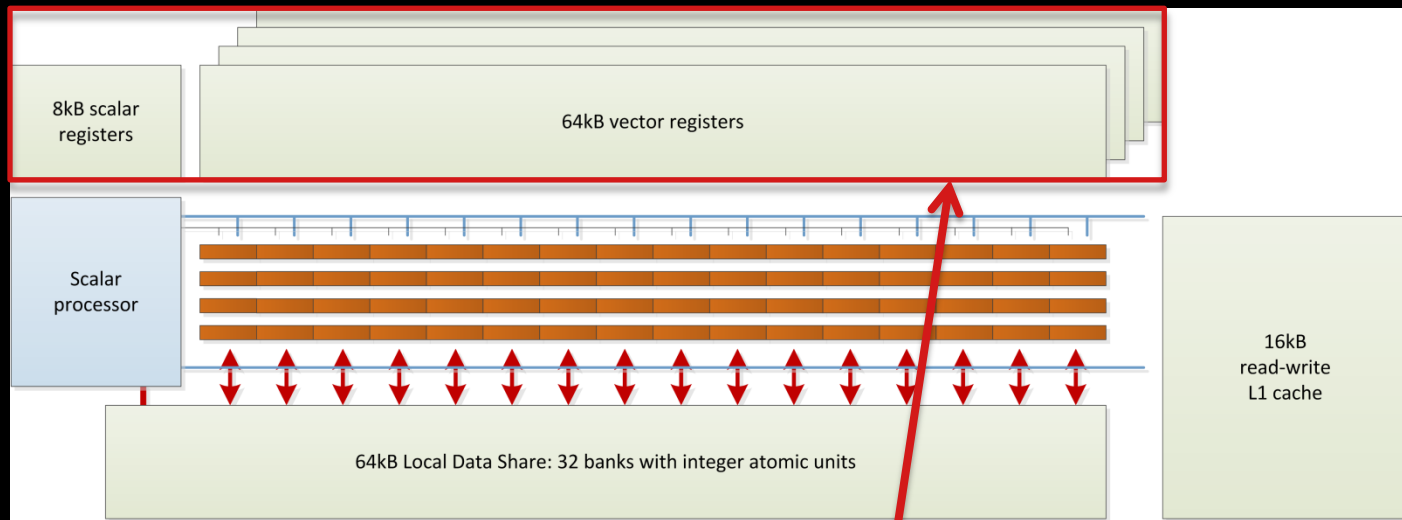 8kB scalar
registers
64kB vector registers
Scalar
processor
16kB
read-write
L1 cache
64kB Local Data Share: 32 banks with integer atomic units